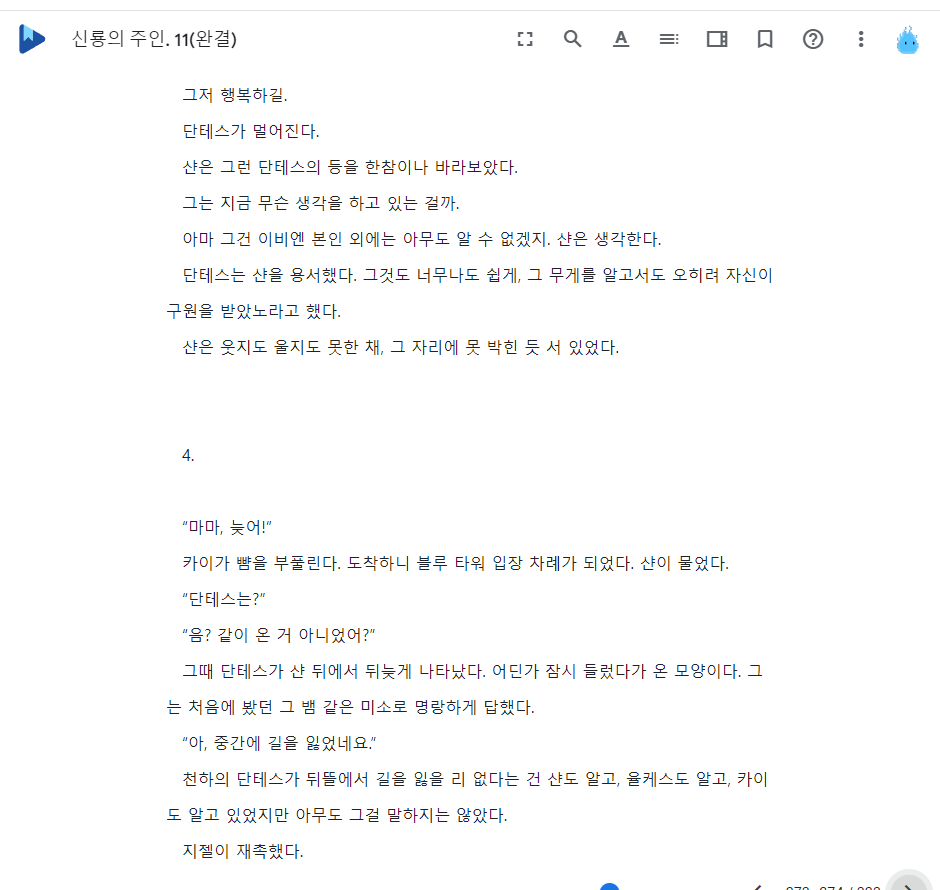 신룡의 주인. 11(완결)
그저 행복하길.
단테스가 멀어진다.
샨은 그런 단테스의 등을 한참이나 바라보았다.
그는 지금 무슨 생각을 하고 있는 걸까.
아마 그건 이비엔 본인 외에는 아무도 알 수 없겠지. 샨은 생각한다.
단테스는 샨을 용서했다. 그것도 너무나도 쉽게, 그 무게를 알고서도 오히려 자신이
구원을 받았노라고 했다.
샨은 웃지도 울지도 못한 채, 그 자리에 못 박힌 듯 서 있었다.
4.
“마마, 늦어!”
카이가 뺨을 부풀린다. 도착하니 블루 타워 입장 차례가 되었다. 샨이 물었다.
“단테스는?”
“음? 같이 온 거 아니었어?”
그때 단테스가 샨 뒤에서 뒤늦게 나타났다. 어딘가 잠시 들렀다가 온 모양이다. 그
는 처음에 봤던 그 뱀 같은 미소로 명랑하게 답했다.
“아, 중간에 길을 잃었네요.”
천하의 단테스가 뒤뜰에서 길을 잃을 리 없다는 건 샨도 알고, 율케스도 알고, 카이
도 알고 있었지만 아무도 그걸 말하지는 않았다.
지젤이 재촉했다.